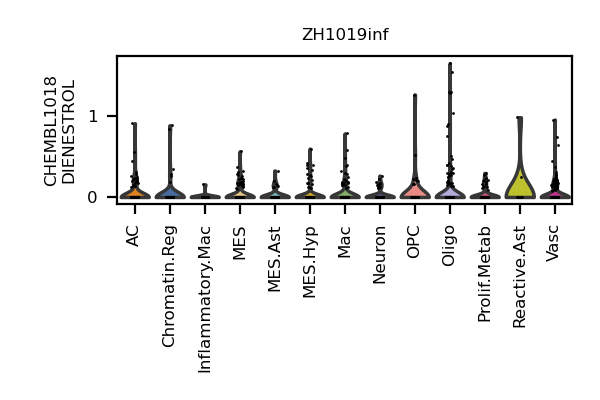 ZH1019inf
CHEMBL1018
DIENESTROL
1
0
AC
Chromatin.Reg
Inflammatory.Mac
MES
MES.Ast
MES.Hyp
Mac
Neuron
OPC
Oligo
Prolif.Metab
Reactive.Ast
Vasc